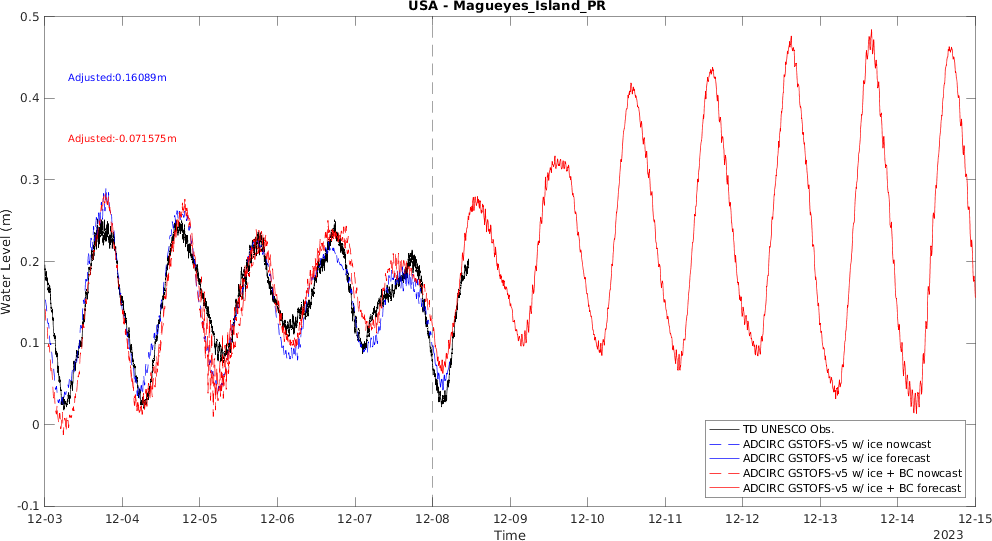 USA - Magueyes_Island_PR
0.5
0.4
0.3
0.2
0.1
0
-0.1
Water Level (m)
Adjusted:0.16089m
Adjusted:-0.071575m
TD UNESCO Obs.
ADCIRC GSTOFS-v5 w/ ice nowcast
ADCIRC GSTOFS-v5 w/ ice forecast
ADCIRC GSTOFS-v5 w/ ice + BC nowcast
ADCIRC GSTOFS-v5 w/ ice + BC forecast
12-03 12-04 12-05 12-06 12-07 12-08 12-09 12-10 12-11 12-12 12-13 12-14 12-15
Time
2023